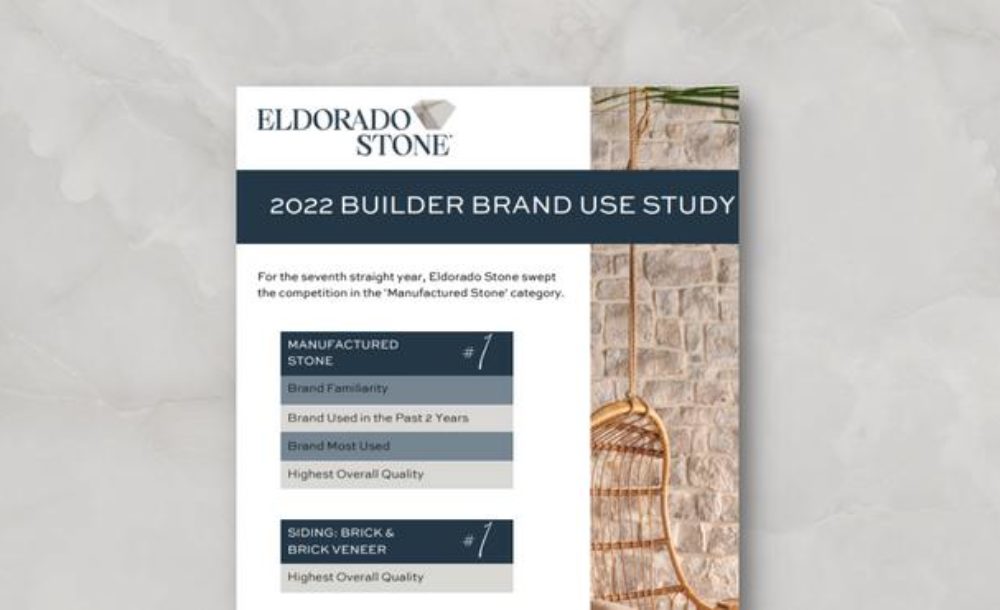 ELDORADO
STONE
2022 BUILDER BRAND USE STUDY
For the seventh straight year, Eldorado Stone swept
the competition in the 'Manufactured Stone' category.
MANUFACTURED
STONE
#1
Brand Familiarity
Brand Used in the Past 2 Years
Brand Most Used
Highest Overall Quality
SIDING: BRICK &
BRICK VENEER
#1
Highest Overall Quality